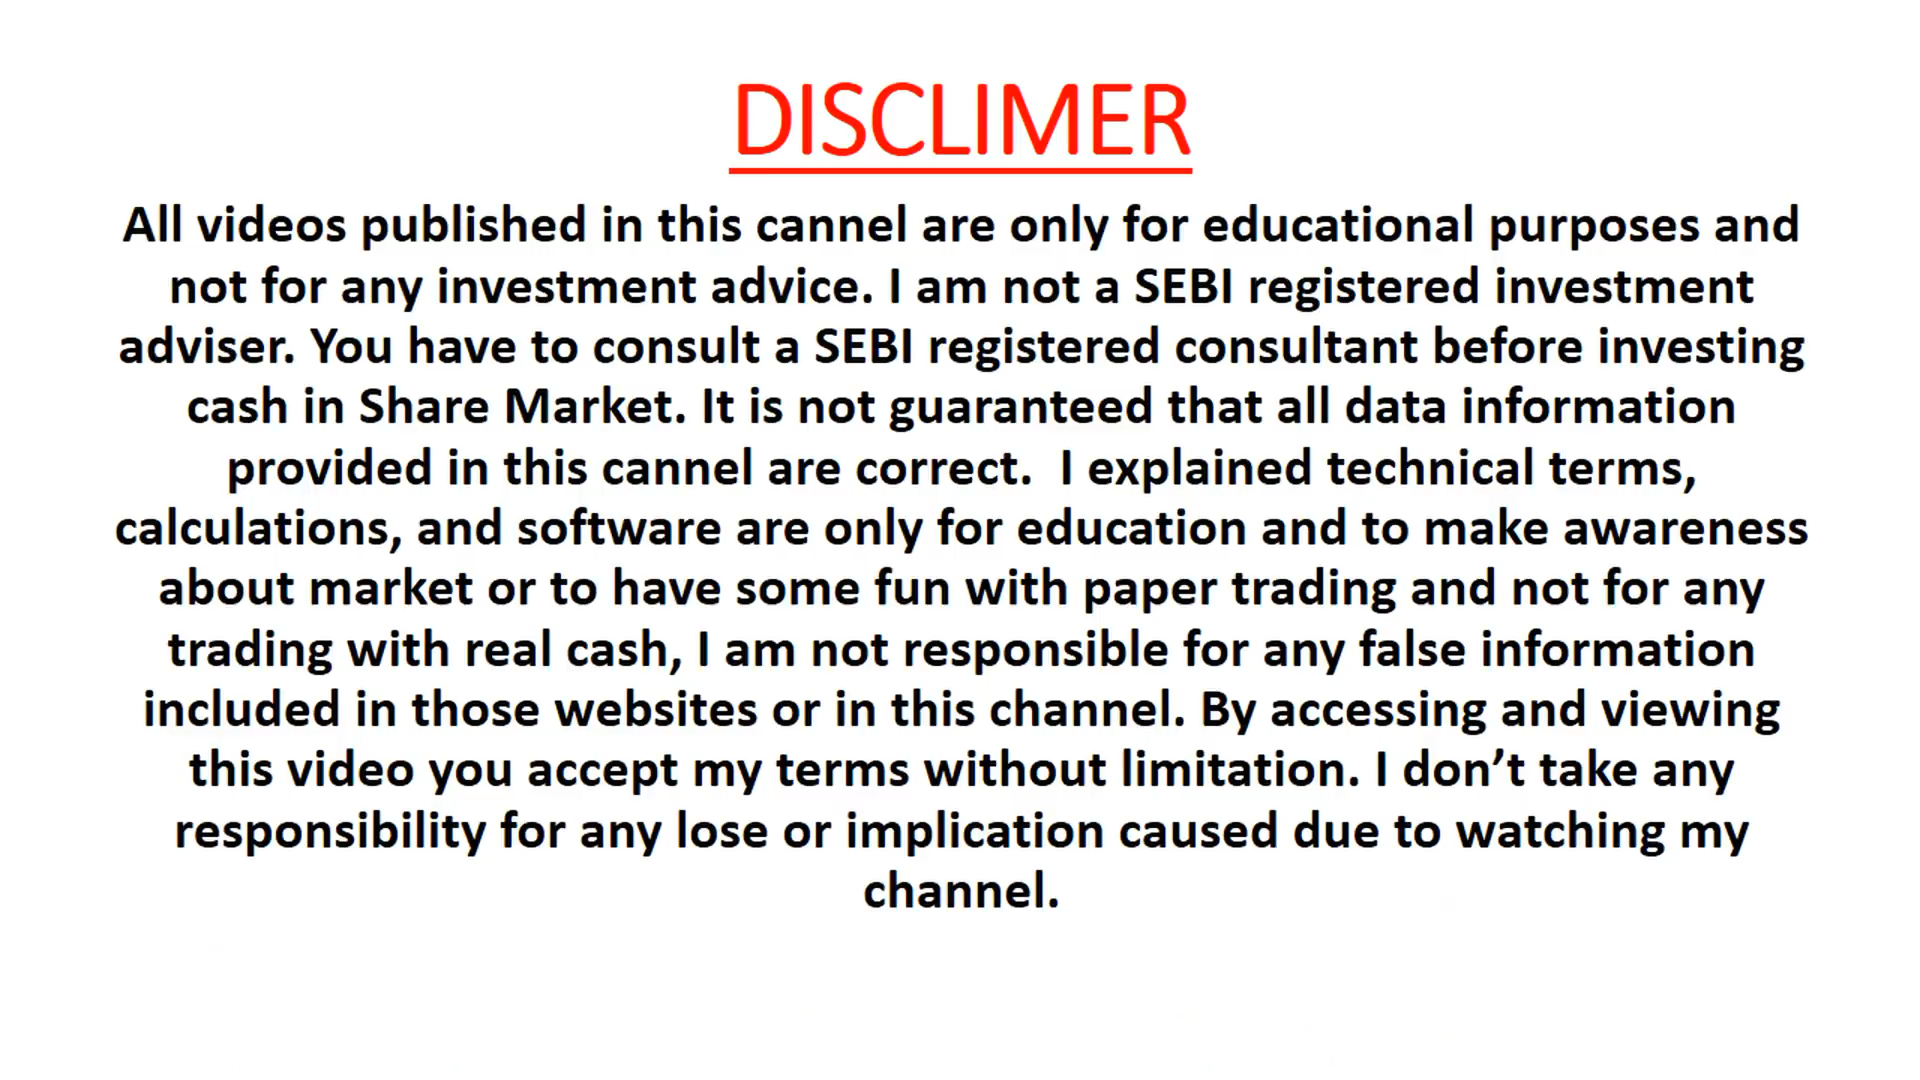 DISCLIMER
All videos published in this cannel are only for educational purposes and
not for any investment advice. I am not a SEBI registered investment
adviser. You have to consult a SEBI registered consultant before investing
cash in Share Market. It is not guaranteed that all data information
provided in this cannel are correct.  I explained technical terms,
calculations, and software are only for education and to make awareness
about market or to have some fun with paper trading and not for any
trading with real cash, I am not responsible for any false information
included in those websites or in this channel. By accessing and viewing
this video you accept my terms without limitation. I don’t take any
responsibility for any lose or implication caused due to watching my
channel.